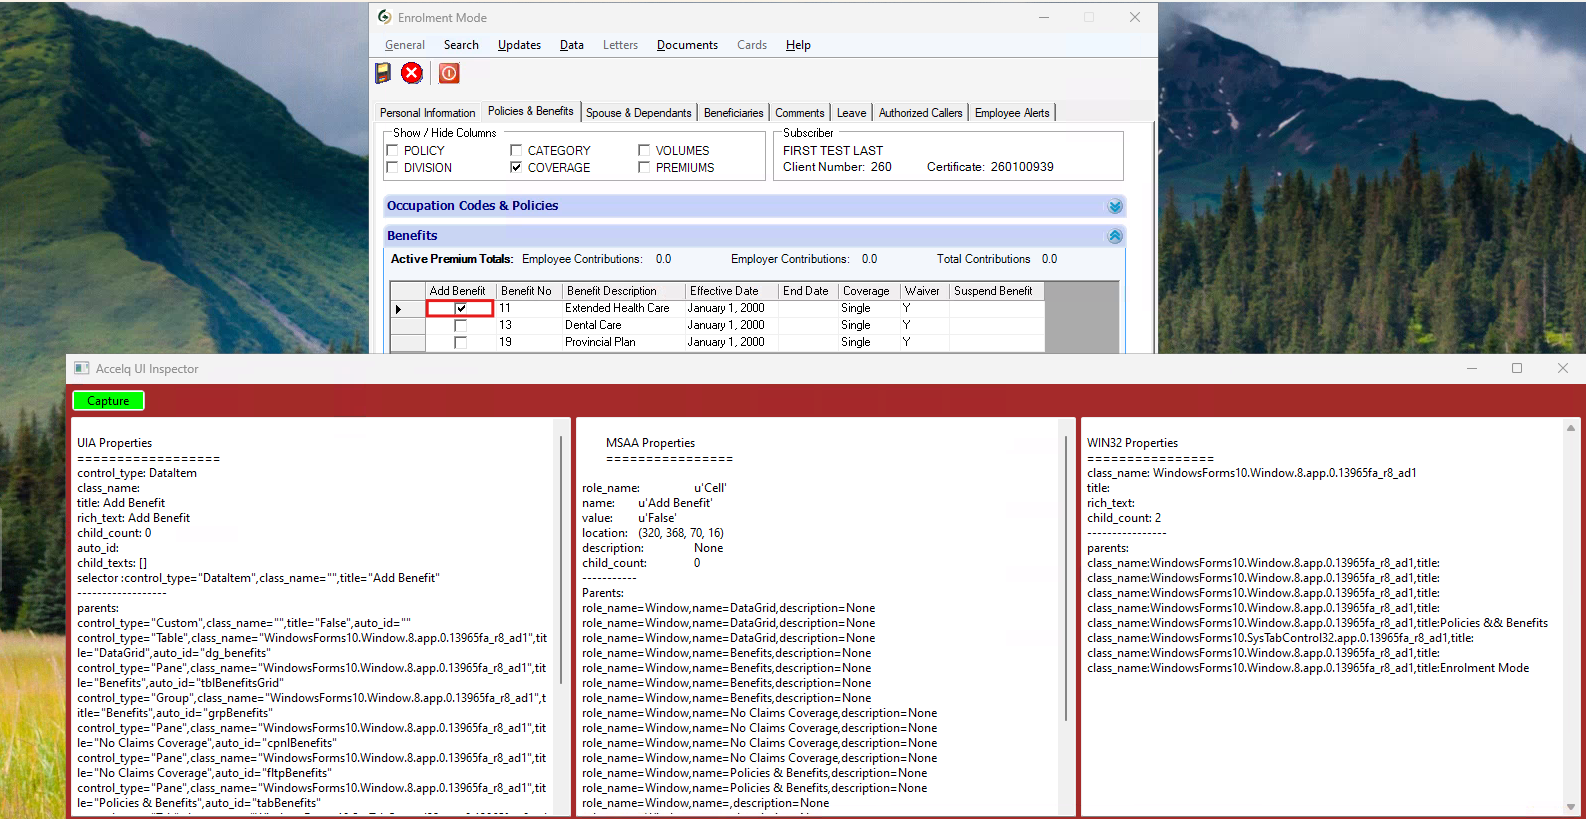 Enrolment Mode
General Search Updates Data Letters Documents Cards Help
Personal Information Policies & Benefits Spouse & Dependants Beneficiaries Comments Leave Authorized Callers Employee Alerts
Show / Hide Columns
POLICY CATEGORY VOLUMES
DIVISION COVERAGE PREMIUMS
Subscriber
FIRST TEST LAST
Client Number: 260 Certificate: 260100939
Occupation Codes & Policies
Benefits
Active Premium Totals: Employee Contributions: 0.0 Employer Contributions: 0.0 Total Contributions 0.0
Add Benefit Benefit No Benefit Description Effective Date End Date Coverage Waiver Suspend Benefit
11 Extended Health Care January 1, 2000 Single Y
13 Dental Care January 1, 2000 Single Y
19 Provincial Plan January 1, 2000 Single Y
Accelq UI Inspector
Capture
UIA Properties
==================
control_type: DataItem
class_name:
title: Add Benefit
rich_text: Add Benefit
child_count: 0
auto_id:
child_texts: []
selector :control_type="DataItem",class_name="",title="Add Benefit"
------------------
parents:
control_type="Custom",class_name="",title="False",auto_id=""
control_type="Table",class_name="WindowsForms10.Window.8.app.0.13965fa_r8_ad1",tit
le="DataGrid",auto_id="dg_benefits"
control_type="Pane",class_name="WindowsForms10.Window.8.app.0.13965fa_r8_ad1",tit
le="Benefits",auto_id="tblBenefitsGrid"
control_type="Group",class_name="WindowsForms10.Window.8.app.0.13965fa_r8_ad1",t
itle="Benefits",auto_id="grpBenefits"
control_type="Pane",class_name="WindowsForms10.Window.8.app.0.13965fa_r8_ad1",tit
le="No Claims Coverage",auto_id="cpnlBenefits"
control_type="Pane",class_name="WindowsForms10.Window.8.app.0.13965fa_r8_ad1",tit
le="No Claims Coverage",auto_id="fltpBenefits"
control_type="Pane",class_name="WindowsForms10.Window.8.app.0.13965fa_r8_ad1",tit
le="Policies & Benefits",auto_id="tabBenefits"
MSAA Properties
================
role_name: u'Cell'
name: u'Add Benefit'
value: u'False'
location: (320, 368, 70, 16)
description: None
child_count: 0
-----------
Parents:
role_name=Window,name=DataGrid,description=None
role_name=Window,name=DataGrid,description=None
role_name=Window,name=DataGrid,description=None
role_name=Window,name=Benefits,description=None
role_name=Window,name=Benefits,description=None
role_name=Window,name=Benefits,description=None
role_name=Window,name=Benefits,description=None
role_name=Window,name=No Claims Coverage,description=None
role_name=Window,name=No Claims Coverage,description=None
role_name=Window,name=No Claims Coverage,description=None
role_name=Window,name=No Claims Coverage,description=None
role_name=Window,name=Policies & Benefits,description=None
role_name=Window,name=Policies & Benefits,description=None
role_name=Window,name=,description=None
WIN32 Properties
================
class_name: WindowsForms10.Window.8.app.0.13965fa_r8_ad1
title:
rich_text:
child_count: 2
----------------
parents:
class_name:WindowsForms10.Window.8.app.0.13965fa_r8_ad1,title:
class_name:WindowsForms10.Window.8.app.0.13965fa_r8_ad1,title:
class_name:WindowsForms10.Window.8.app.0.13965fa_r8_ad1,title:
class_name:WindowsForms10.Window.8.app.0.13965fa_r8_ad1,title:
class_name:WindowsForms10.Window.8.app.0.13965fa_r8_ad1,title:Policies && Benefits
class_name:WindowsForms10.SysTabControl32.app.0.13965fa_r8_ad1,title:
class_name:WindowsForms10.Window.8.app.0.13965fa_r8_ad1,title:
class_name:WindowsForms10.Window.8.app.0.13965fa_r8_ad1,title:Enrolment Mode